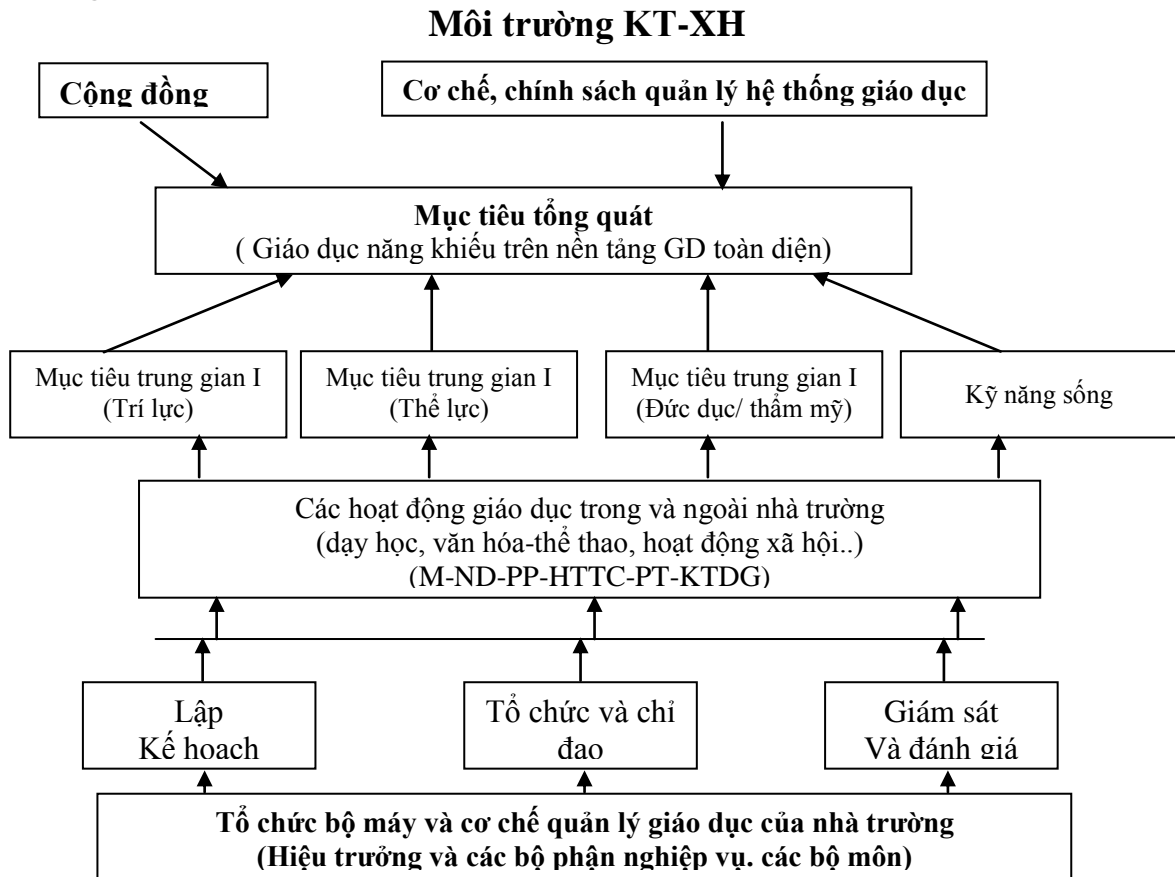 Môi trường KT-XH
Cộng đồng
Cơ chế, chính sách quản lý hệ thống giáo dục
Mục tiêu tổng quát
( Giáo dục năng khiếu trên nền tảng GD toàn diện)
Mục tiêu trung gian I
(Trí lực)
Mục tiêu trung gian I
(Thể lực)
Mục tiêu trung gian I
(Đức dục/ thẩm mỹ)
Kỹ năng sống
Các hoạt động giáo dục trong và ngoài nhà trường
(dạy học, văn hóa-thể thao, hoạt động xã hội..)
(M-ND-PP-HTTC-PT-KTDG)
Lập
Kế hoạch
Tổ chức và chỉ
đạo
Giám sát
Và đánh giá
Tổ chức bộ máy và cơ chế quản lý giáo dục của nhà trường
(Hiệu trưởng và các bộ phận nghiệp vụ. các bộ môn)